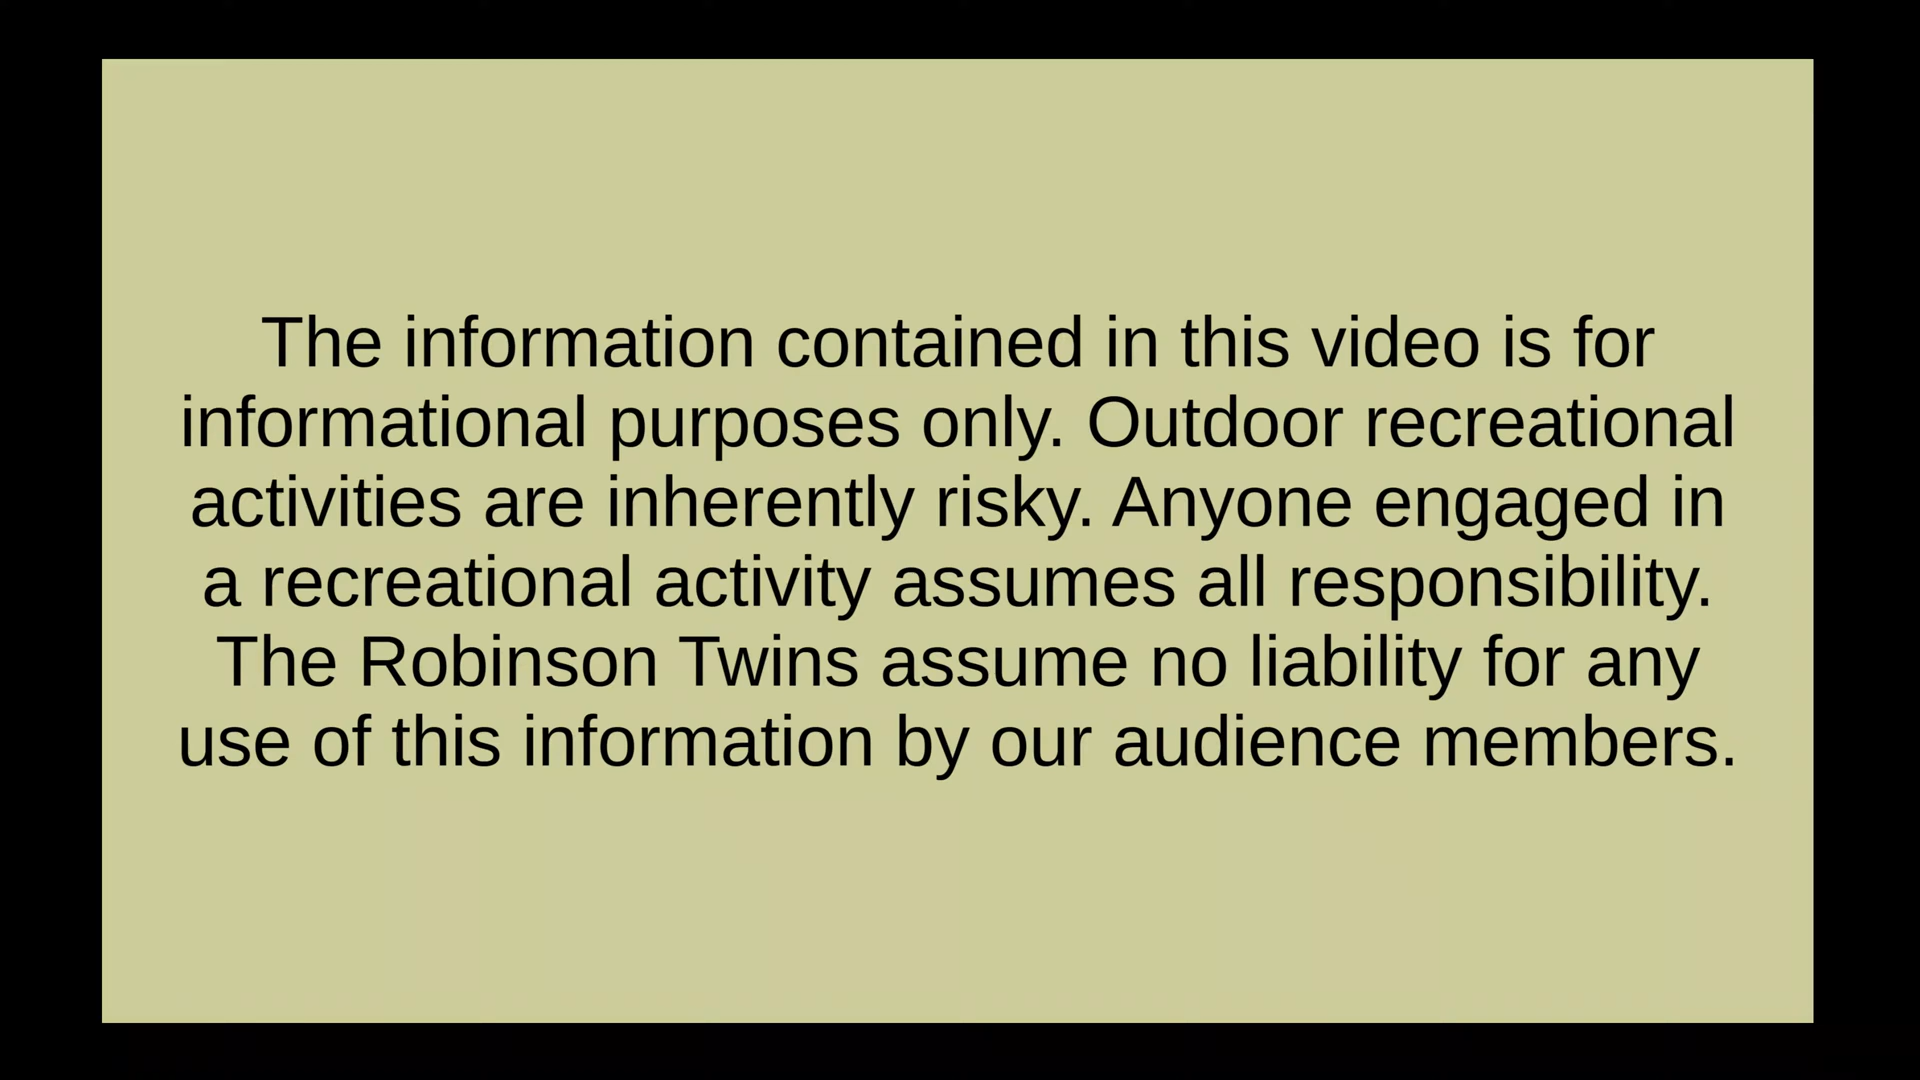 The information contained in this video is for
informational purposes only. Outdoor recreational
activities are inherently risky. Anyone engaged in
a recreational activity assumes all responsibility.
The Robinson Twins assume no liability for any
use of this information by our audience members.